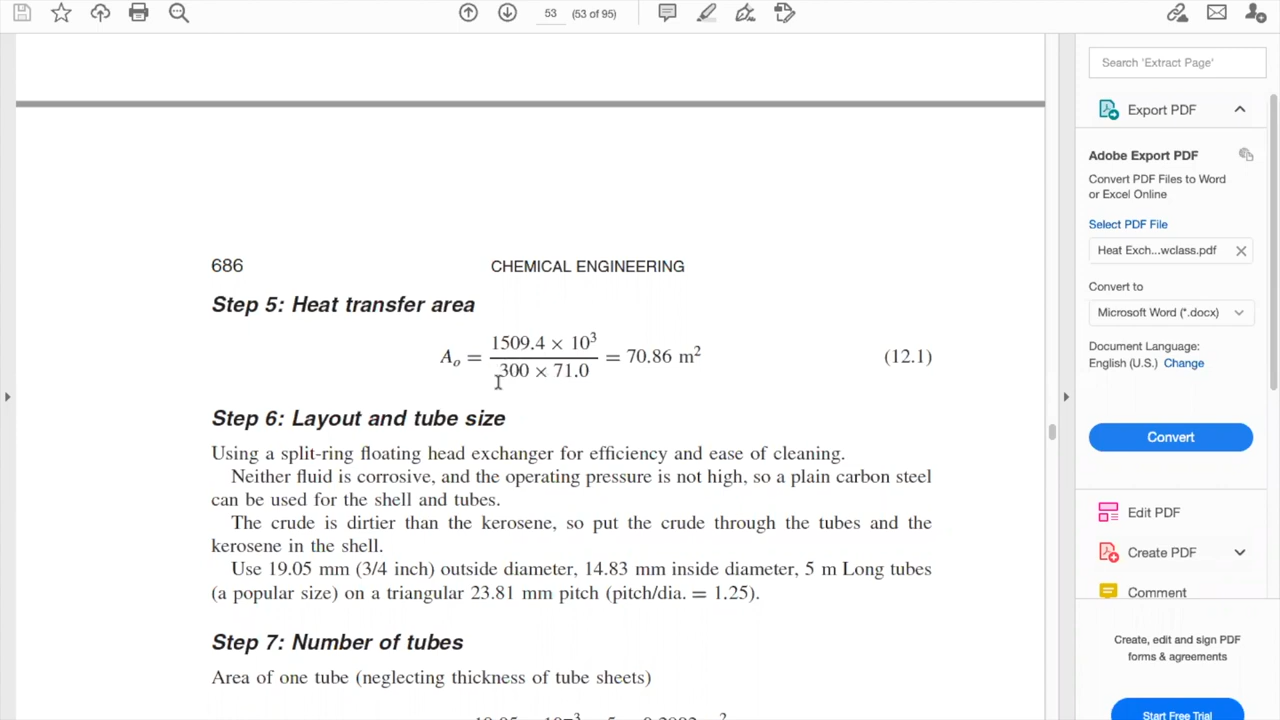 53 (53 of 95)
Search 'Extract Page'
Export PDF
Adobe Export PDF
Convert PDF Files to Word
or Excel Online
Select PDF File
Heat Exch...wclass.pdf
Convert to
Microsoft Word (*.docx)
Document Language:
English (U.S.) Change
Convert
Edit PDF
Create PDF
Comment
Create, edit and sign PDF
forms & agreements
Start Free Trial
686 CHEMICAL ENGINEERING
Step 5: Heat transfer area
Aₒ = (1509.4 × 10³) / (300 × 71.0) = 70.86 m² (12.1)
Step 6: Layout and tube size
Using a split-ring floating head exchanger for efficiency and ease of cleaning.
Neither fluid is corrosive, and the operating pressure is not high, so a plain carbon steel
can be used for the shell and tubes.
The crude is dirtier than the kerosene, so put the crude through the tubes and the
kerosene in the shell.
Use 19.05 mm (3/4 inch) outside diameter, 14.83 mm inside diameter, 5 m Long tubes
(a popular size) on a triangular 23.81 mm pitch (pitch/dia. = 1.25).
Step 7: Number of tubes
Area of one tube (neglecting thickness of tube sheets)